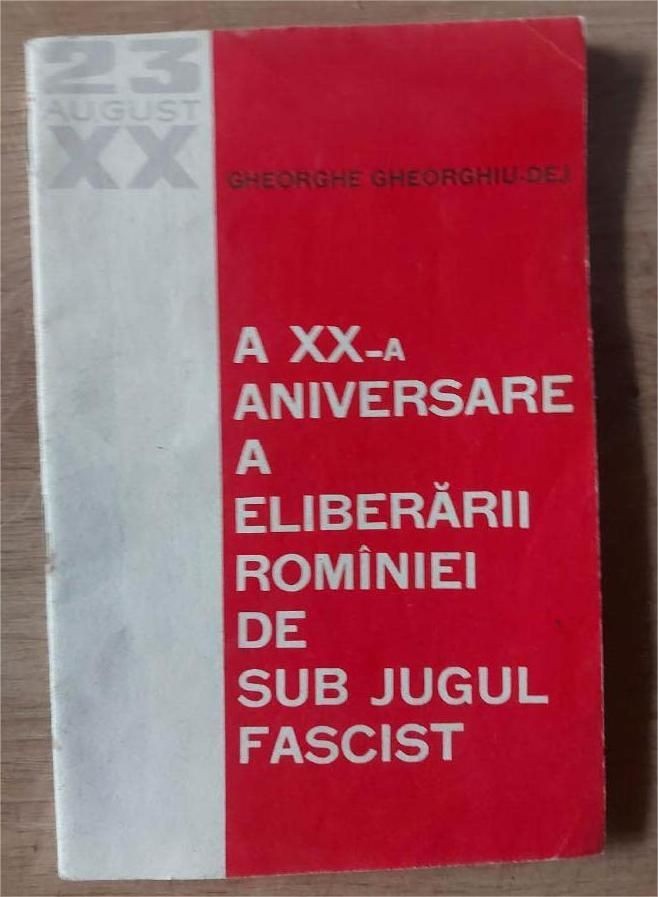 23
AUGUST
XX
GHEORGHE GHEORGHIU-DEJ
A XX-A
ANIVERSARE
A
ELIBERĂRII
ROMÎNIEI
DE
SUB JUGUL
FASCIST